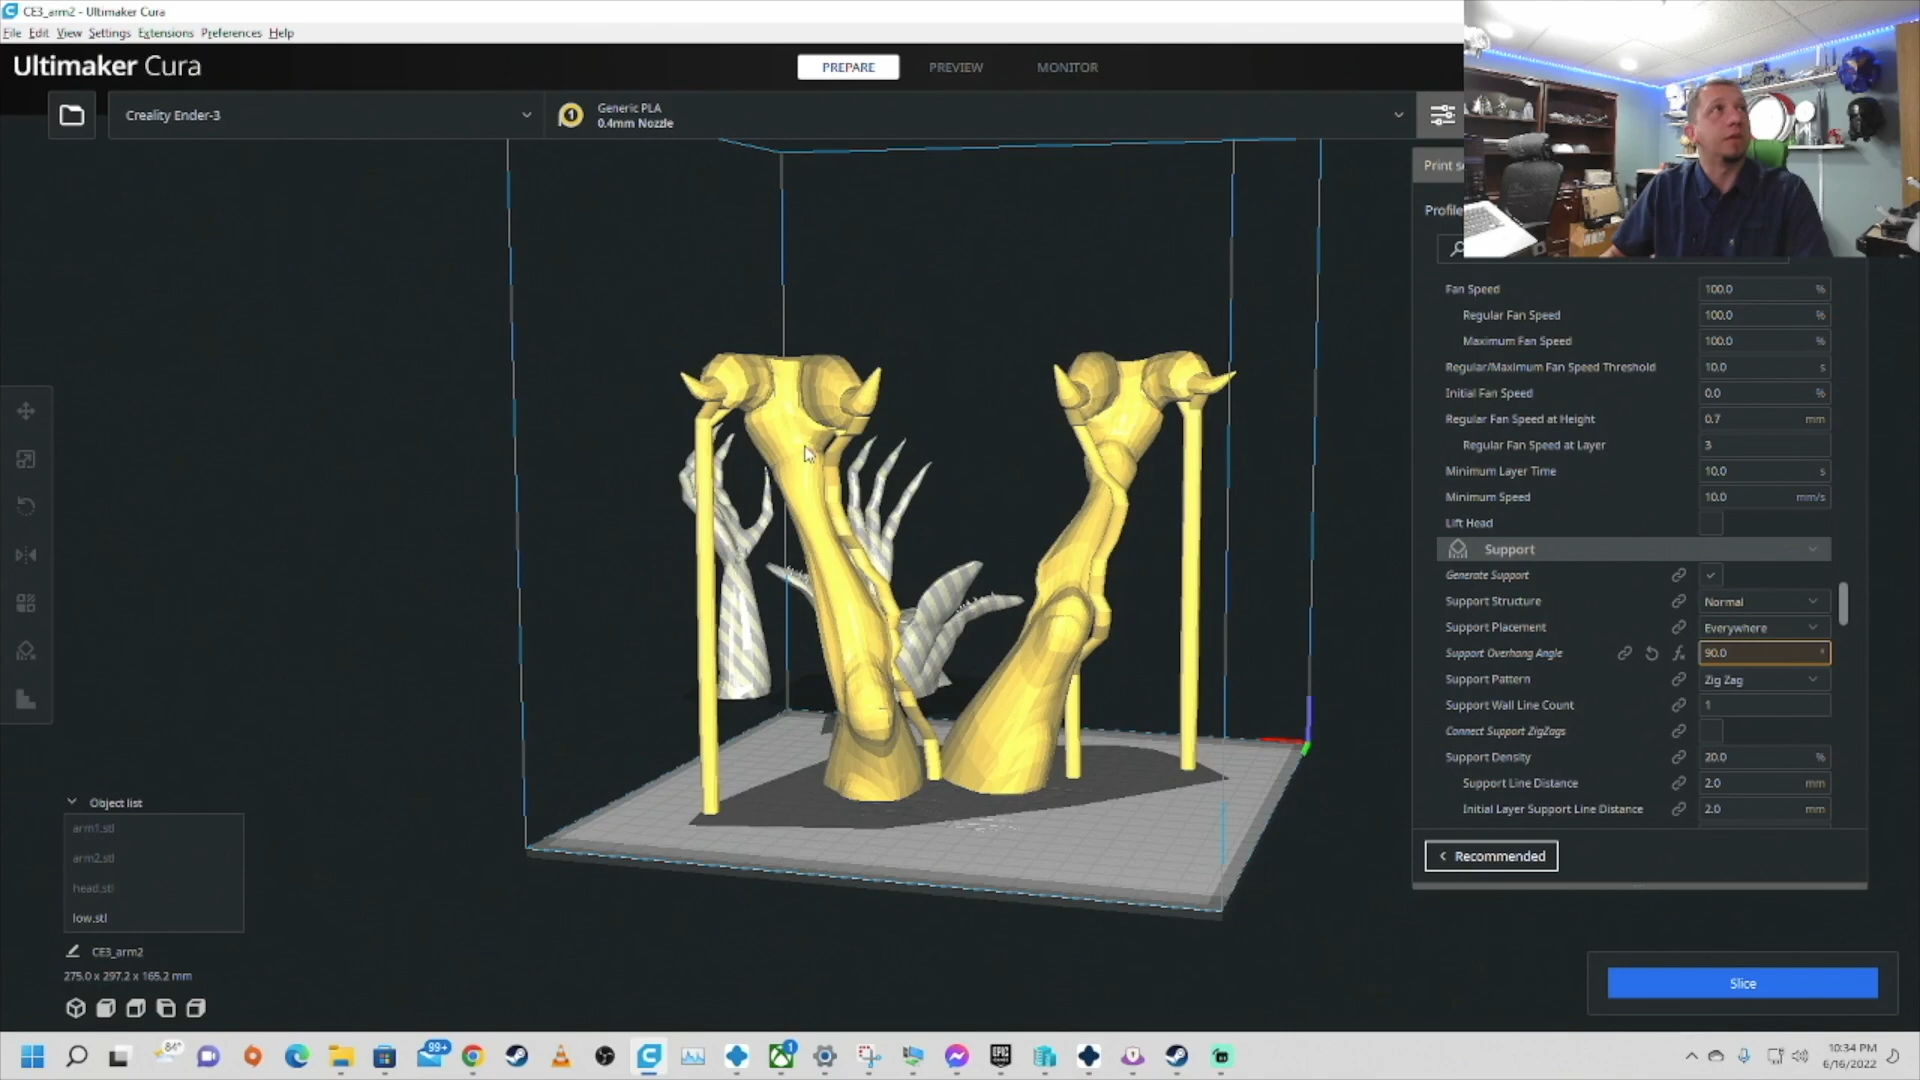 CE3_arm2 - Ultimaker Cura
File Edit View Settings Extensions Preferences Help
Ultimaker Cura
PREPARE
PREVIEW
MONITOR
Creality Ender-3
1
Generic PLA
0.4mm Nozzle
Print s
Profile
Fan Speed 100.0 %
Regular Fan Speed 100.0 %
Maximum Fan Speed 100.0 %
Regular/Maximum Fan Speed Threshold 10.0 s
Initial Fan Speed 0.0 %
Regular Fan Speed at Height 0.7 mm
Regular Fan Speed at Layer 3
Minimum Layer Time 10.0 s
Minimum Speed 10.0 mm/s
Lift Head
Support
Generate Support
Support Structure Normal
Support Placement Everywhere
Support Overhang Angle 90.0 °
Support Pattern Zig Zag
Support Wall Line Count 1
Connect Support ZigZags
Support Density 20.0 %
Support Line Distance 2.0 mm
Initial Layer Support Line Distance 2.0 mm
Recommended
Object list
arm1.stl
arm2.stl
head.stl
low.stl
CE3_arm2
275.0 x 297.2 x 165.2 mm
Slice
84°
99+
1
EPIC
10:34 PM
6/16/2022